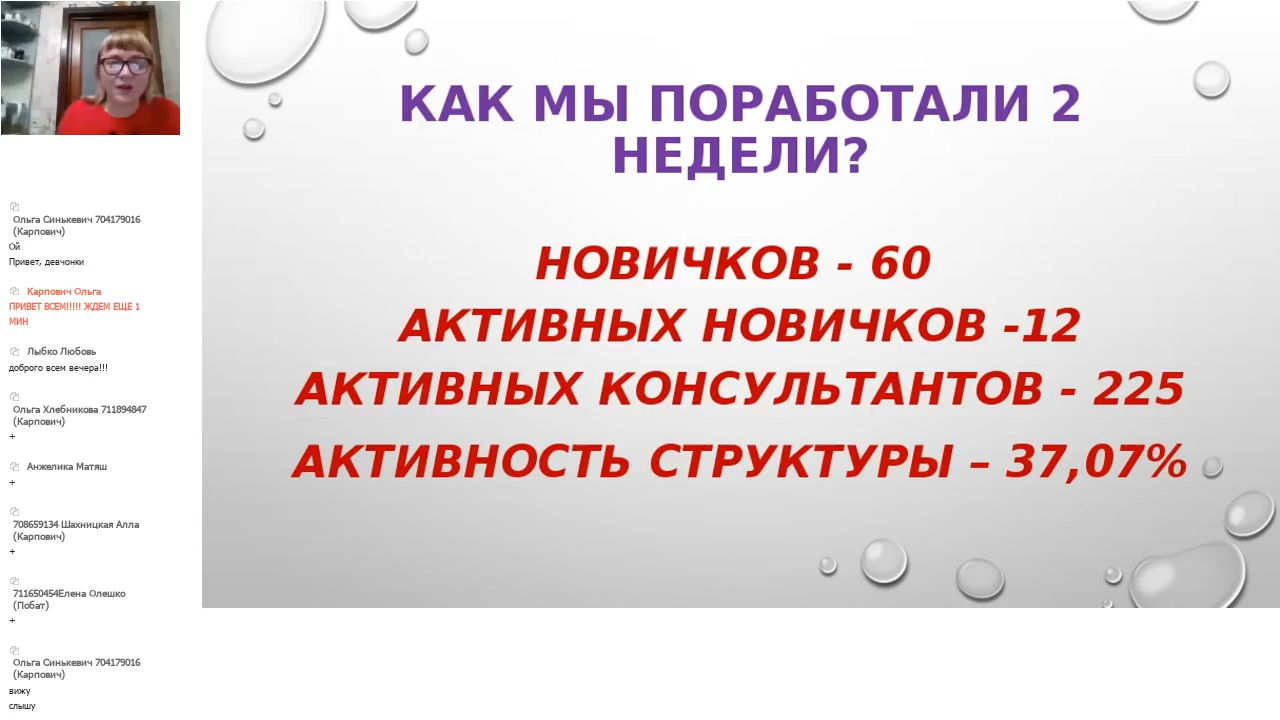 КАК МЫ ПОРАБОТАЛИ 2
НЕДЕЛИ?
НОВИЧКОВ - 60
АКТИВНЫХ НОВИЧКОВ -12
АКТИВНЫХ КОНСУЛЬТАНТОВ - 225
АКТИВНОСТЬ СТРУКТУРЫ – 37,07%
Ольга Синькевич 704179016
(Карпович)
Ой
Привет, девчонки
Карпович Ольга
ПРИВЕТ ВСЕМ!!!!! ЖДЕМ ЕЩЕ 1
МИН
Лыбко Любовь
доброго всем вечера!!!
Ольга Хлебникова 711894847
(Карпович)
+
Анжелика Матяш
+
708659134 Шахницкая Алла
(Карпович)
+
711650454Елена Олешко
(Побат)
+
Ольга Синькевич 704179016
(Карпович)
вижу
слышу